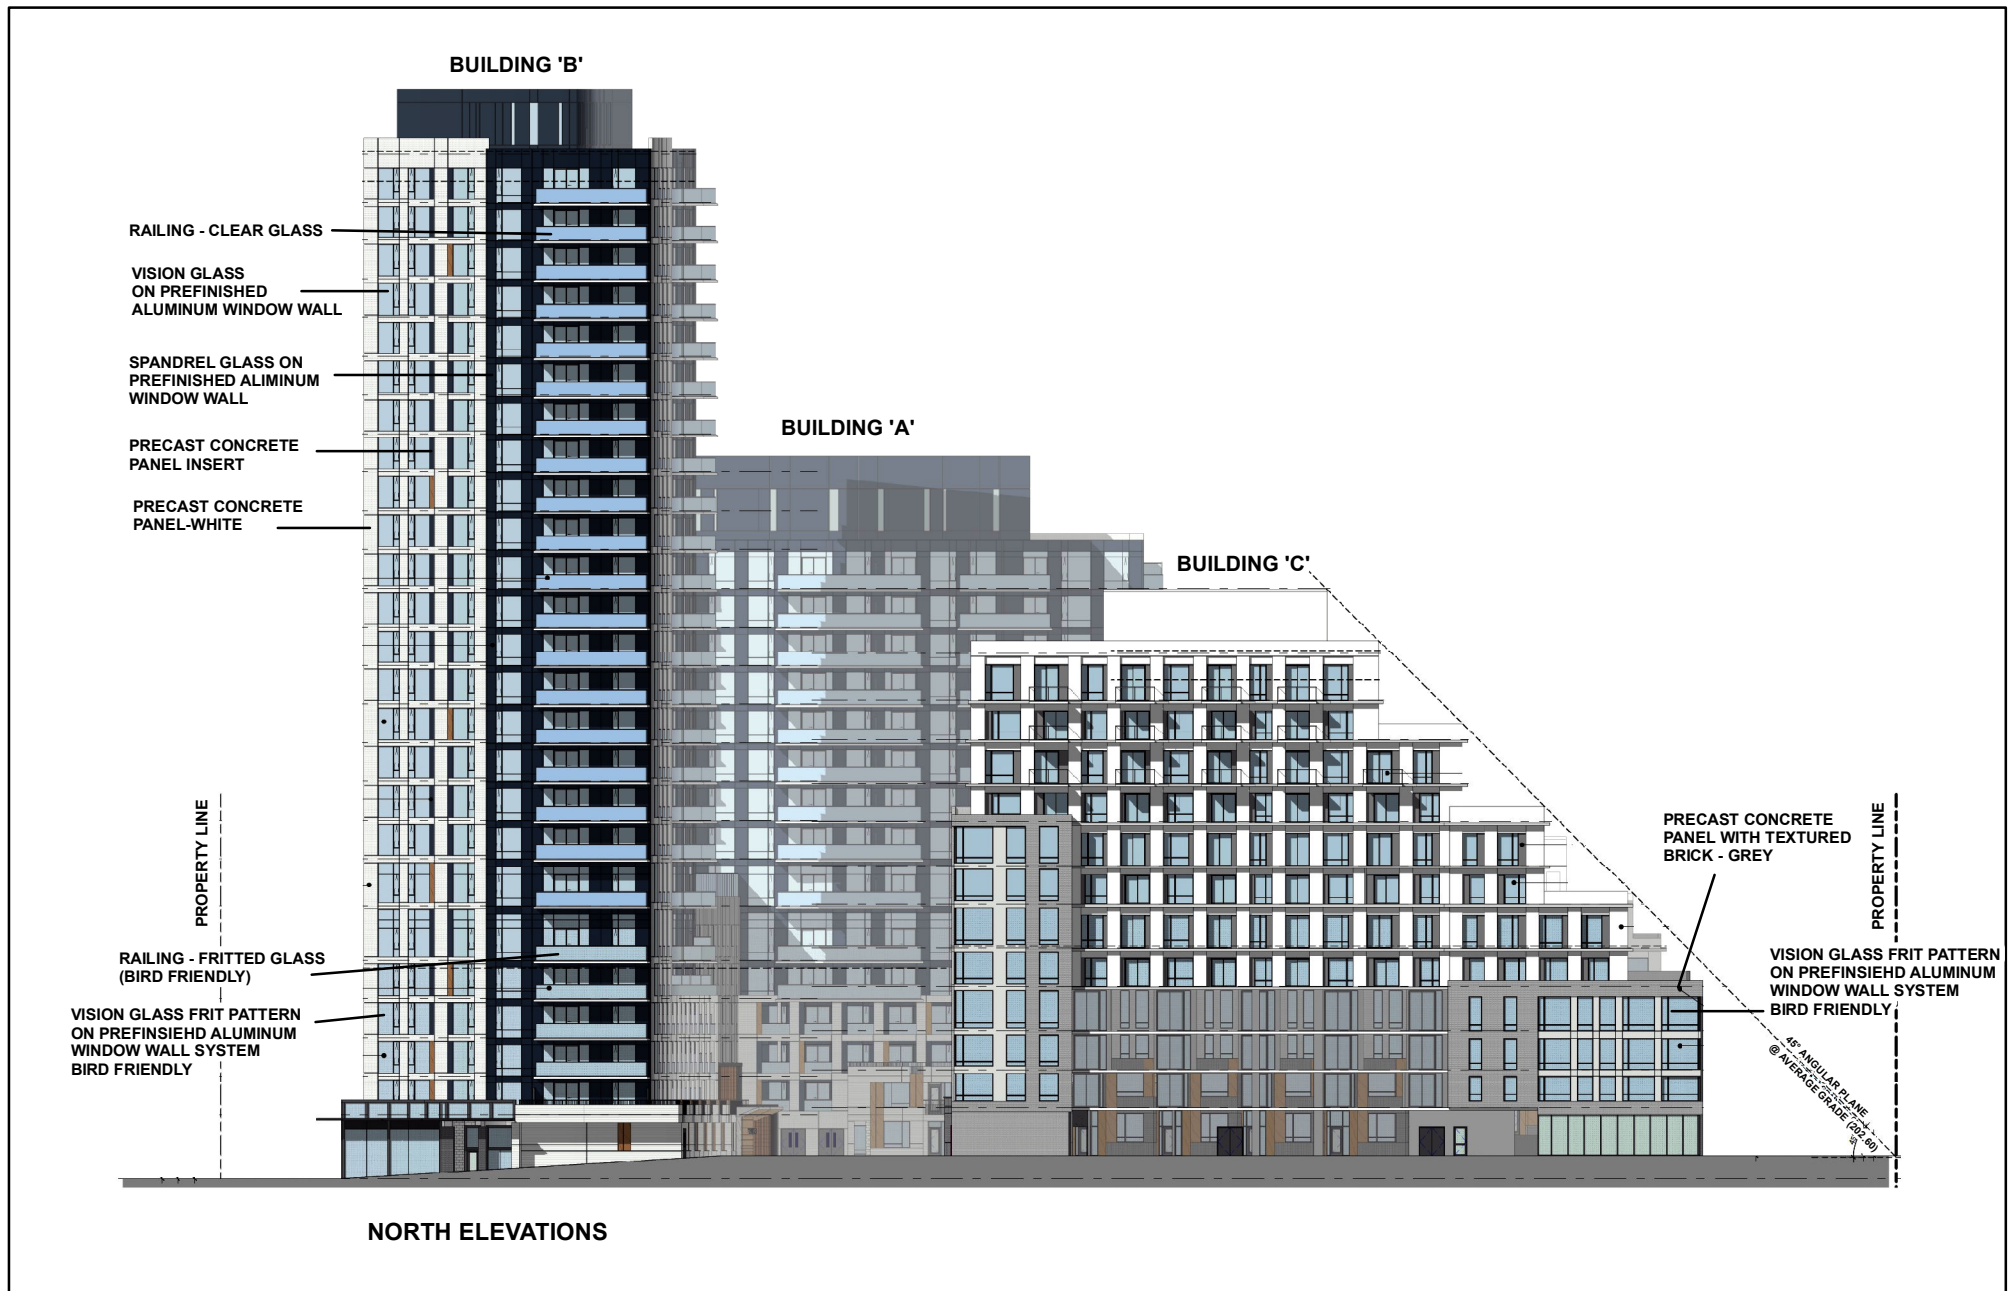 BUILDING 'B'
RAILING - CLEAR GLASS
VISION GLASS
ON PREFINISHED
ALUMINUM WINDOW WALL
SPANDREL GLASS ON
PREFINISHED ALIMINUM
WINDOW WALL
PRECAST CONCRETE
PANEL INSERT
PRECAST CONCRETE
PANEL-WHITE
BUILDING 'A'
BUILDING 'C'
PROPERTY LINE
RAILING - FRITTED GLASS
(BIRD FRIENDLY)
VISION GLASS FRIT PATTERN
ON PREFINSIEHD ALUMINUM
WINDOW WALL SYSTEM
BIRD FRIENDLY
PRECAST CONCRETE
PANEL WITH TEXTURED
BRICK - GREY
PROPERTY LINE
VISION GLASS FRIT PATTERN
ON PREFINSIEHD ALUMINUM
WINDOW WALL SYSTEM
BIRD FRIENDLY
45° ANGULAR PLANE
@ AVERAGE GRADE (202.60)
NORTH ELEVATIONS